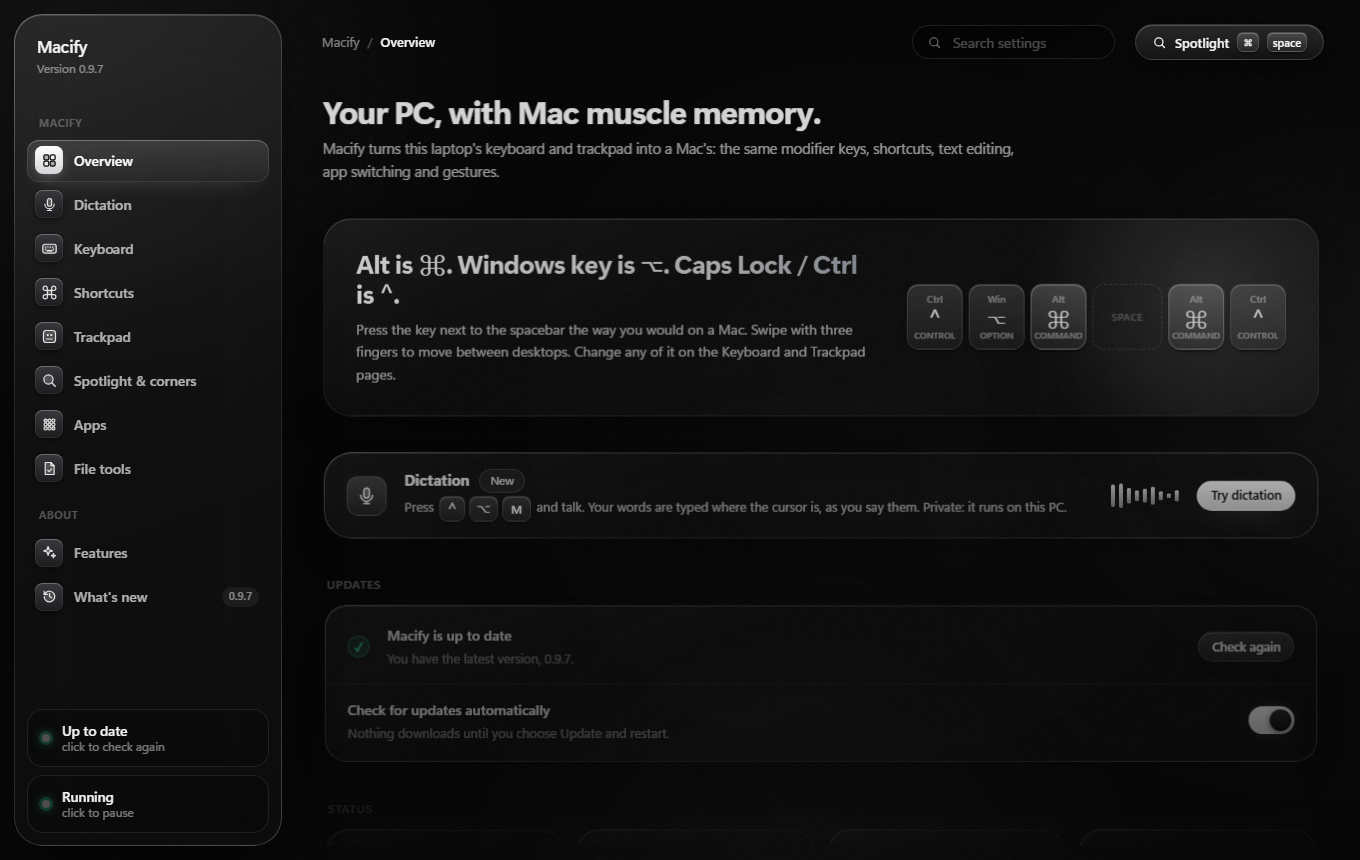 Macify
Version 0.9.7
MACIFY
Overview
Dictation
Keyboard
Shortcuts
Trackpad
Spotlight & corners
Apps
File tools
ABOUT
Features
What's new 0.9.7
Up to date
click to check again
Running
click to pause
Macify / Overview
Search settings
Spotlight ⌘ space
Your PC, with Mac muscle memory.
Macify turns this laptop's keyboard and trackpad into a Mac's: the same modifier keys, shortcuts, text editing,
app switching and gestures.
Alt is ⌘. Windows key is ⌥. Caps Lock / Ctrl
is ^.
Press the key next to the spacebar the way you would on a Mac. Swipe with three
fingers to move between desktops. Change any of it on the Keyboard and Trackpad
pages.
Ctrl Win Alt Alt Ctrl
^ ⌥ ⌘ SPACE ⌘ ^
CONTROL OPTION COMMAND COMMAND CONTROL
Dictation New
Press ^ ⌥ M and talk. Your words are typed where the cursor is, as you say them. Private: it runs on this PC.
Try dictation
UPDATES
Macify is up to date
You have the latest version, 0.9.7.
Check again
Check for updates automatically
Nothing downloads until you choose Update and restart.
STATUS